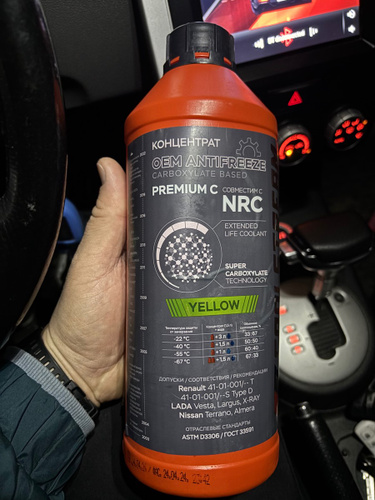 КОНЦЕНТРАТ
OEM ANTIFREEZE
CARBOXYLATE BASED
PREMIUM C
СОВМЕСТИМ С
NRC
EXTENDED
LIFE COOLANT
SUPER
CARBOXYLATE
TECHNOLOGY
YELLOW
-22 °C
33:67
-40 °C
50:50
-55 °C
60:40
-67 °C
67:33
ДОПУСКИ / СООТВЕТСТВИЯ / РЕКОМЕНДАЦИИ
Renault 41-01-001/-- T
41-01-001/--S Type D
LADA Vesta, Largus, X-RAY
Nissan Terrano, Almera
ОТРАСЛЕВЫЕ СТАНДАРТЫ
ASTM D3306 / ГОСТ 33591